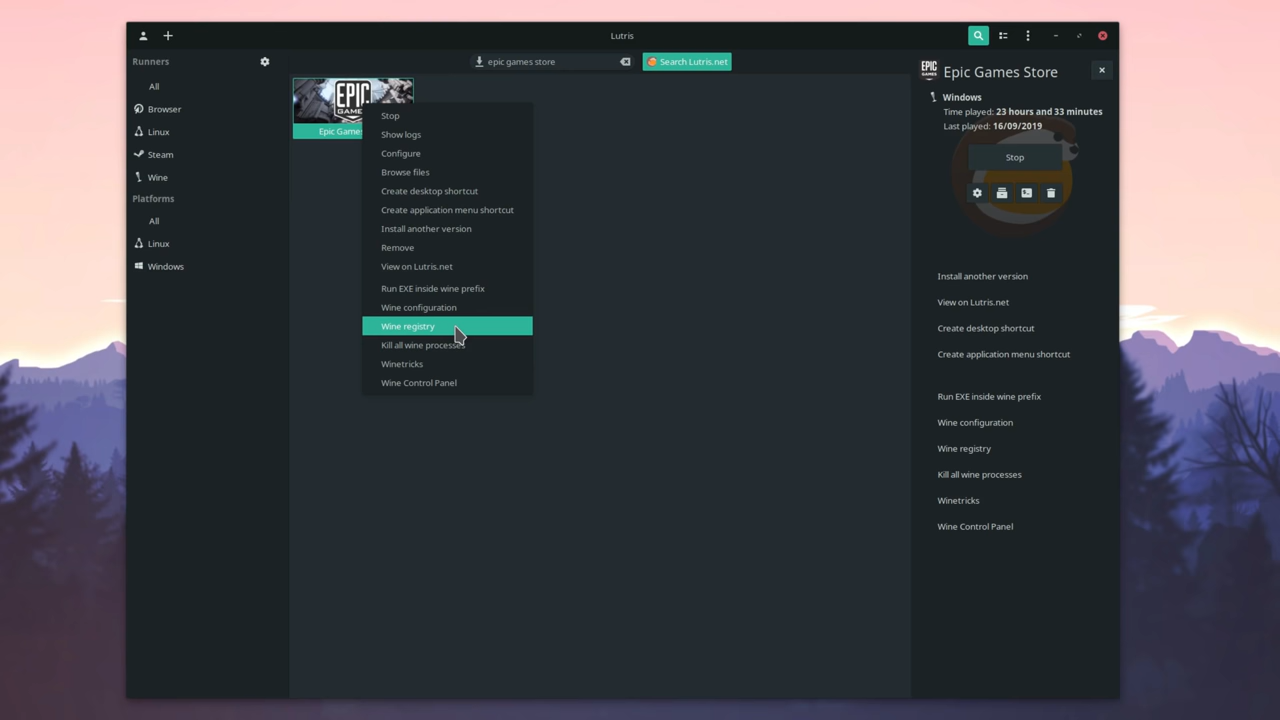 Lutris
Runners
epic games store
Search Lutris.net
All
Browser
Linux
Steam
Wine
Platforms
All
Linux
Windows
EPIC
GAMES
Epic Games
Stop
Show logs
Configure
Browse files
Create desktop shortcut
Create application menu shortcut
Install another version
Remove
View on Lutris.net
Run EXE inside wine prefix
Wine configuration
Wine registry
Kill all wine processes
Winetricks
Wine Control Panel
EPIC
GAMES
Epic Games Store
Windows
Time played: 23 hours and 33 minutes
Last played: 16/09/2019
Stop
Install another version
View on Lutris.net
Create desktop shortcut
Create application menu shortcut
Run EXE inside wine prefix
Wine configuration
Wine registry
Kill all wine processes
Winetricks
Wine Control Panel